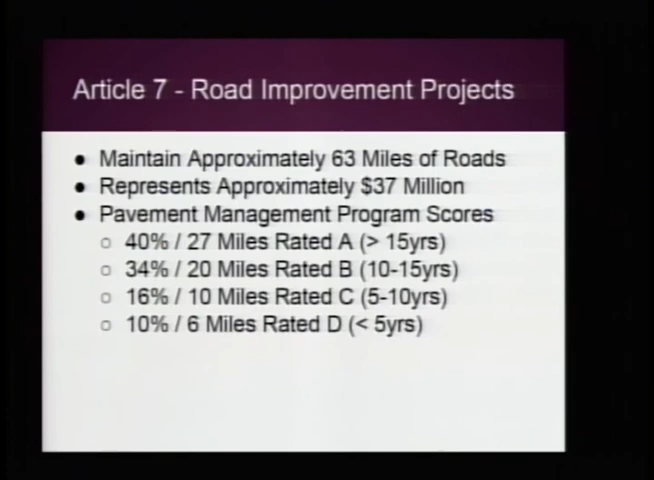 Article 7 - Road Improvement Projects
● Maintain Approximately 63 Miles of Roads
● Represents Approximately $37 Million
● Pavement Management Program Scores
○ 40% / 27 Miles Rated A (> 15yrs)
○ 34% / 20 Miles Rated B (10-15yrs)
○ 16% / 10 Miles Rated C (5-10yrs)
○ 10% / 6 Miles Rated D (< 5yrs)